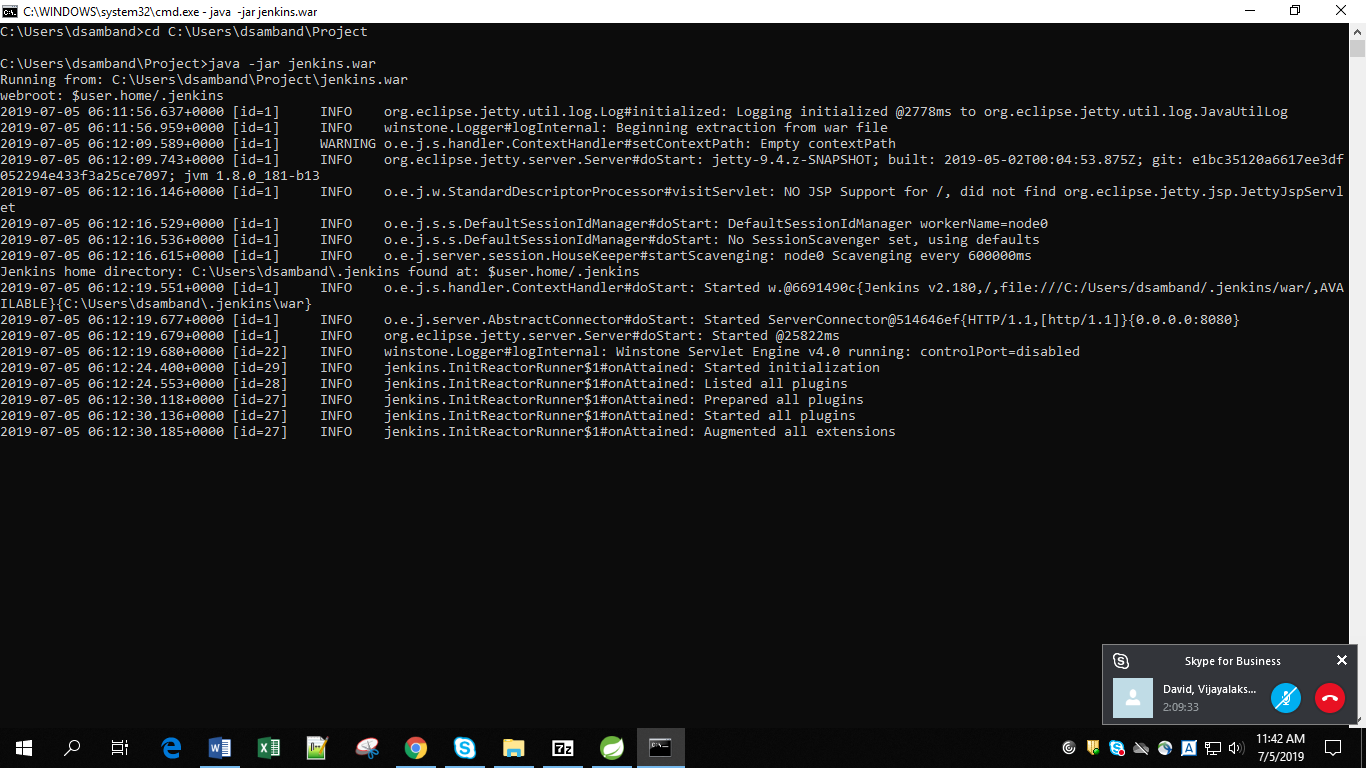 C:\WINDOWS\system32\cmd.exe - java -jar jenkins.war
C:\Users\dsamband>cd C:\Users\dsamband\Project
C:\Users\dsamband\Project>java -jar jenkins.war
Running from: C:\Users\dsamband\Project\jenkins.war
webroot: $user.home/.jenkins
2019-07-05 06:11:56.637+0000 [id=1]     INFO    org.eclipse.jetty.util.log.Log#initialized: Logging initialized @2778ms to org.eclipse.jetty.util.log.JavaUtilLog
2019-07-05 06:11:56.959+0000 [id=1]     INFO    winstone.Logger#logInternal: Beginning extraction from war file
2019-07-05 06:12:09.589+0000 [id=1]     WARNING o.e.j.s.handler.ContextHandler#setContextPath: Empty contextPath
2019-07-05 06:12:09.743+0000 [id=1]     INFO    org.eclipse.jetty.server.Server#doStart: jetty-9.4.z-SNAPSHOT; built: 2019-05-02T00:04:53.875Z; git: e1bc35120a6617ee3df
052294e433f3a25ce7097; jvm 1.8.0_181-b13
2019-07-05 06:12:16.146+0000 [id=1]     INFO    o.e.j.w.StandardDescriptorProcessor#visitServlet: NO JSP Support for /, did not find org.eclipse.jetty.jsp.JettyJspServl
et
2019-07-05 06:12:16.529+0000 [id=1]     INFO    o.e.j.s.s.DefaultSessionIdManager#doStart: DefaultSessionIdManager workerName=node0
2019-07-05 06:12:16.536+0000 [id=1]     INFO    o.e.j.s.s.DefaultSessionIdManager#doStart: No SessionScavenger set, using defaults
2019-07-05 06:12:16.615+0000 [id=1]     INFO    o.e.j.server.session.HouseKeeper#startScavenging: node0 Scavenging every 600000ms
Jenkins home directory: C:\Users\dsamband\.jenkins found at: $user.home/.jenkins
2019-07-05 06:12:19.551+0000 [id=1]     INFO    o.e.j.s.handler.ContextHandler#doStart: Started w.@6691490c{Jenkins v2.180,/,file:///C:/Users/dsamband/.jenkins/war/,AVA
ILABLE}{C:\Users\dsamband\.jenkins\war}
2019-07-05 06:12:19.677+0000 [id=1]     INFO    o.e.j.server.AbstractConnector#doStart: Started ServerConnector@514646ef{HTTP/1.1,[http/1.1]}{0.0.0.0:8080}
2019-07-05 06:12:19.679+0000 [id=1]     INFO    org.eclipse.jetty.server.Server#doStart: Started @25822ms
2019-07-05 06:12:19.680+0000 [id=22]    INFO    winstone.Logger#logInternal: Winstone Servlet Engine v4.0 running: controlPort=disabled
2019-07-05 06:12:24.400+0000 [id=29]    INFO    jenkins.InitReactorRunner$1#onAttained: Started initialization
2019-07-05 06:12:24.553+0000 [id=28]    INFO    jenkins.InitReactorRunner$1#onAttained: Listed all plugins
2019-07-05 06:12:30.118+0000 [id=27]    INFO    jenkins.InitReactorRunner$1#onAttained: Prepared all plugins
2019-07-05 06:12:30.136+0000 [id=27]    INFO    jenkins.InitReactorRunner$1#onAttained: Started all plugins
2019-07-05 06:12:30.185+0000 [id=27]    INFO    jenkins.InitReactorRunner$1#onAttained: Augmented all extensions
Skype for Business
David, Vijayalaks...
2:09:33
11:42 AM
7/5/2019